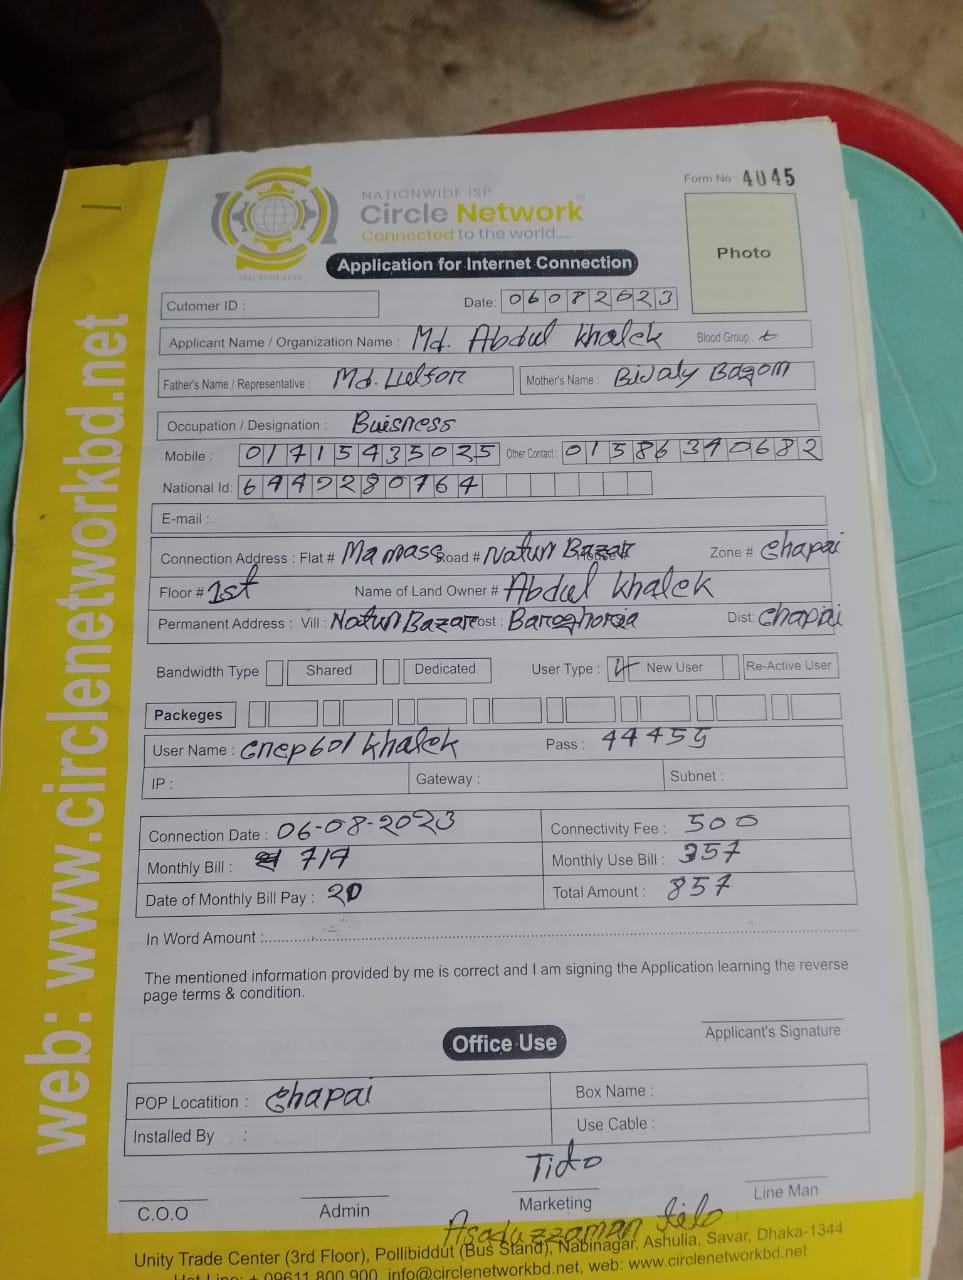 web: www.circlenetworkbd.net
NATIONWIDE ISP
Circle Network
Connected to the world.....
ISO 9001:2015
Form No : 4045
Photo
Application for Internet Connection
Cutomer ID :
Date: 06082023
Applicant Name / Organization Name : Md. Abdul Khalek Blood Group :
Father's Name / Representative : Md. Mother's Name : Bagom
Occupation / Designation : Buisness
Mobile : 01715435035 Other Contact : 01586390682
National Id: 6449280764
E-mail :
Connection Address : Flat # Road # Natun Bazar Zone # Chapai
Floor # 1st Name of Land Owner # Abdul Khalek
Permanent Address : Vill : Natun Bazar Post : Dist: Chapai
Bandwidth Type Shared Dedicated User Type : New User Re-Active User
Packeges
User Name : Khalek Pass : 44455
IP : Gateway : Subnet :
Connection Date : 06-08-2023 Connectivity Fee : 500
Monthly Bill : 719 Monthly Use Bill : 357
Date of Monthly Bill Pay : 20 Total Amount : 857
In Word Amount :
The mentioned information provided by me is correct and I am signing the Application learning the reverse
page terms & condition.
Applicant's Signature
Office Use
POP Locatition : Chapai Box Name :
Installed By : Use Cable :
Tito
C.O.O Admin Marketing Line Man
Asaduzzaman
Unity Trade Center (3rd Floor), Pollibiddut (Bus Stand), Nabinagar, Ashulia, Savar, Dhaka-1344
Hot Line: + 09611 800 900, info@circlenetworkbd.net, web: www.circlenetworkbd.net